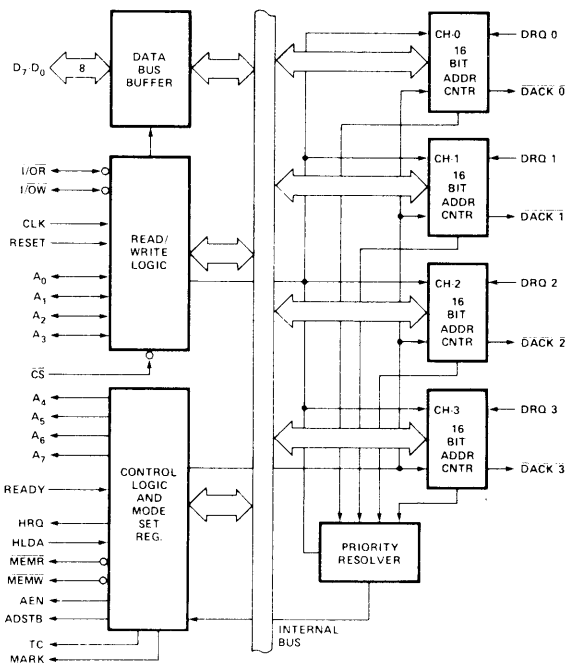 D7-D0
8
DATA
BUS
BUFFER
I/OR
I/OW
CLK
RESET
A0
A1
A2
A3
CS
READ/
WRITE
LOGIC
A4
A5
A6
A7
READY
HRQ
HLDA
MEMR
MEMW
AEN
ADSTB
TC
MARK
CONTROL
LOGIC
AND
MODE
SET
REG.
INTERNAL
BUS
CH-0
16
BIT
ADDR
CNTR
DRQ 0
DACK 0
CH-1
16
BIT
ADDR
CNTR
DRQ 1
DACK 1
CH-2
16
BIT
ADDR
CNTR
DRQ 2
DACK 2
CH-3
16
BIT
ADDR
CNTR
DRQ 3
DACK 3
PRIORITY
RESOLVER